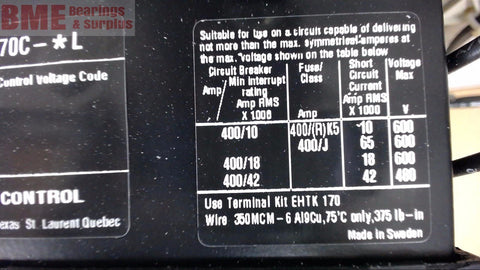 BME Bearings & Surplus
70C-*L
Control Voltage Code
CONTROL
exas St. Laurent Quebec
Suitable for use on a circuit capable of delivering
not more than the max. symmetrical-amperes at
the max. voltage shown on the table below
Circuit Breaker Fuse/ Short Voltage
Min interrupt Class Circuit Max
Amp/ rating Current
Amp RMS Amp RMS
X 1000 Amp X 1000 V
400/10 400/(R)K5 10 600
400/J 65 600
400/18 18 600
400/42 42 480
Use Terminal Kit EHTK 170
Wire 350MCM-6 Al9Cu,75°C only,375 lb-in
Made in Sweden